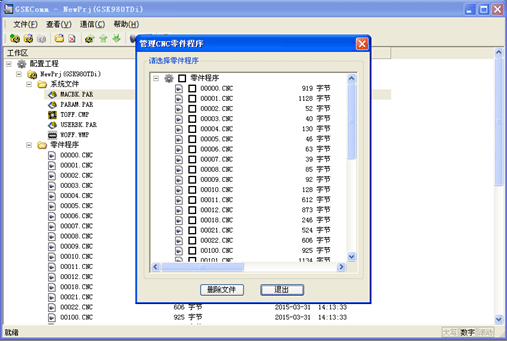 GSKComm - NewPrj(GSK980TDi)
文件(F) 查看(V) 通信(C) 帮助(H)
工作区
配置工程
NewPrj(GSK980TDi)
系统文件
MACBK.PAR
PARAM.PAR
TOFF.CMP
USERBK.PAR
WOFF.WMP
零件程序
00000.CNC
00001.CNC
00002.CNC
00003.CNC
00004.CNC
00005.CNC
00006.CNC
00007.CNC
00008.CNC
00009.CNC
00010.CNC
00011.CNC
00012.CNC
00018.CNC
00021.CNC
00022.CNC 606 字节 2015-03-31 14:13:33
00100.CNC 925 字节 2015-03-31 14:13:33
就绪
大写 数字 滚动
管理CNC零件程序
请选择零件程序
零件程序
00000.CNC 919 字节
00001.CNC 1128 字节
00002.CNC 52 字节
00003.CNC 40 字节
00004.CNC 130 字节
00005.CNC 46 字节
00006.CNC 63 字节
00007.CNC 39 字节
00008.CNC 85 字节
00009.CNC 92 字节
00010.CNC 128 字节
00011.CNC 612 字节
00012.CNC 873 字节
00018.CNC 246 字节
00021.CNC 524 字节
00022.CNC 606 字节
00100.CNC 925 字节
00101.CNC 1134 字节
删除文件 退出